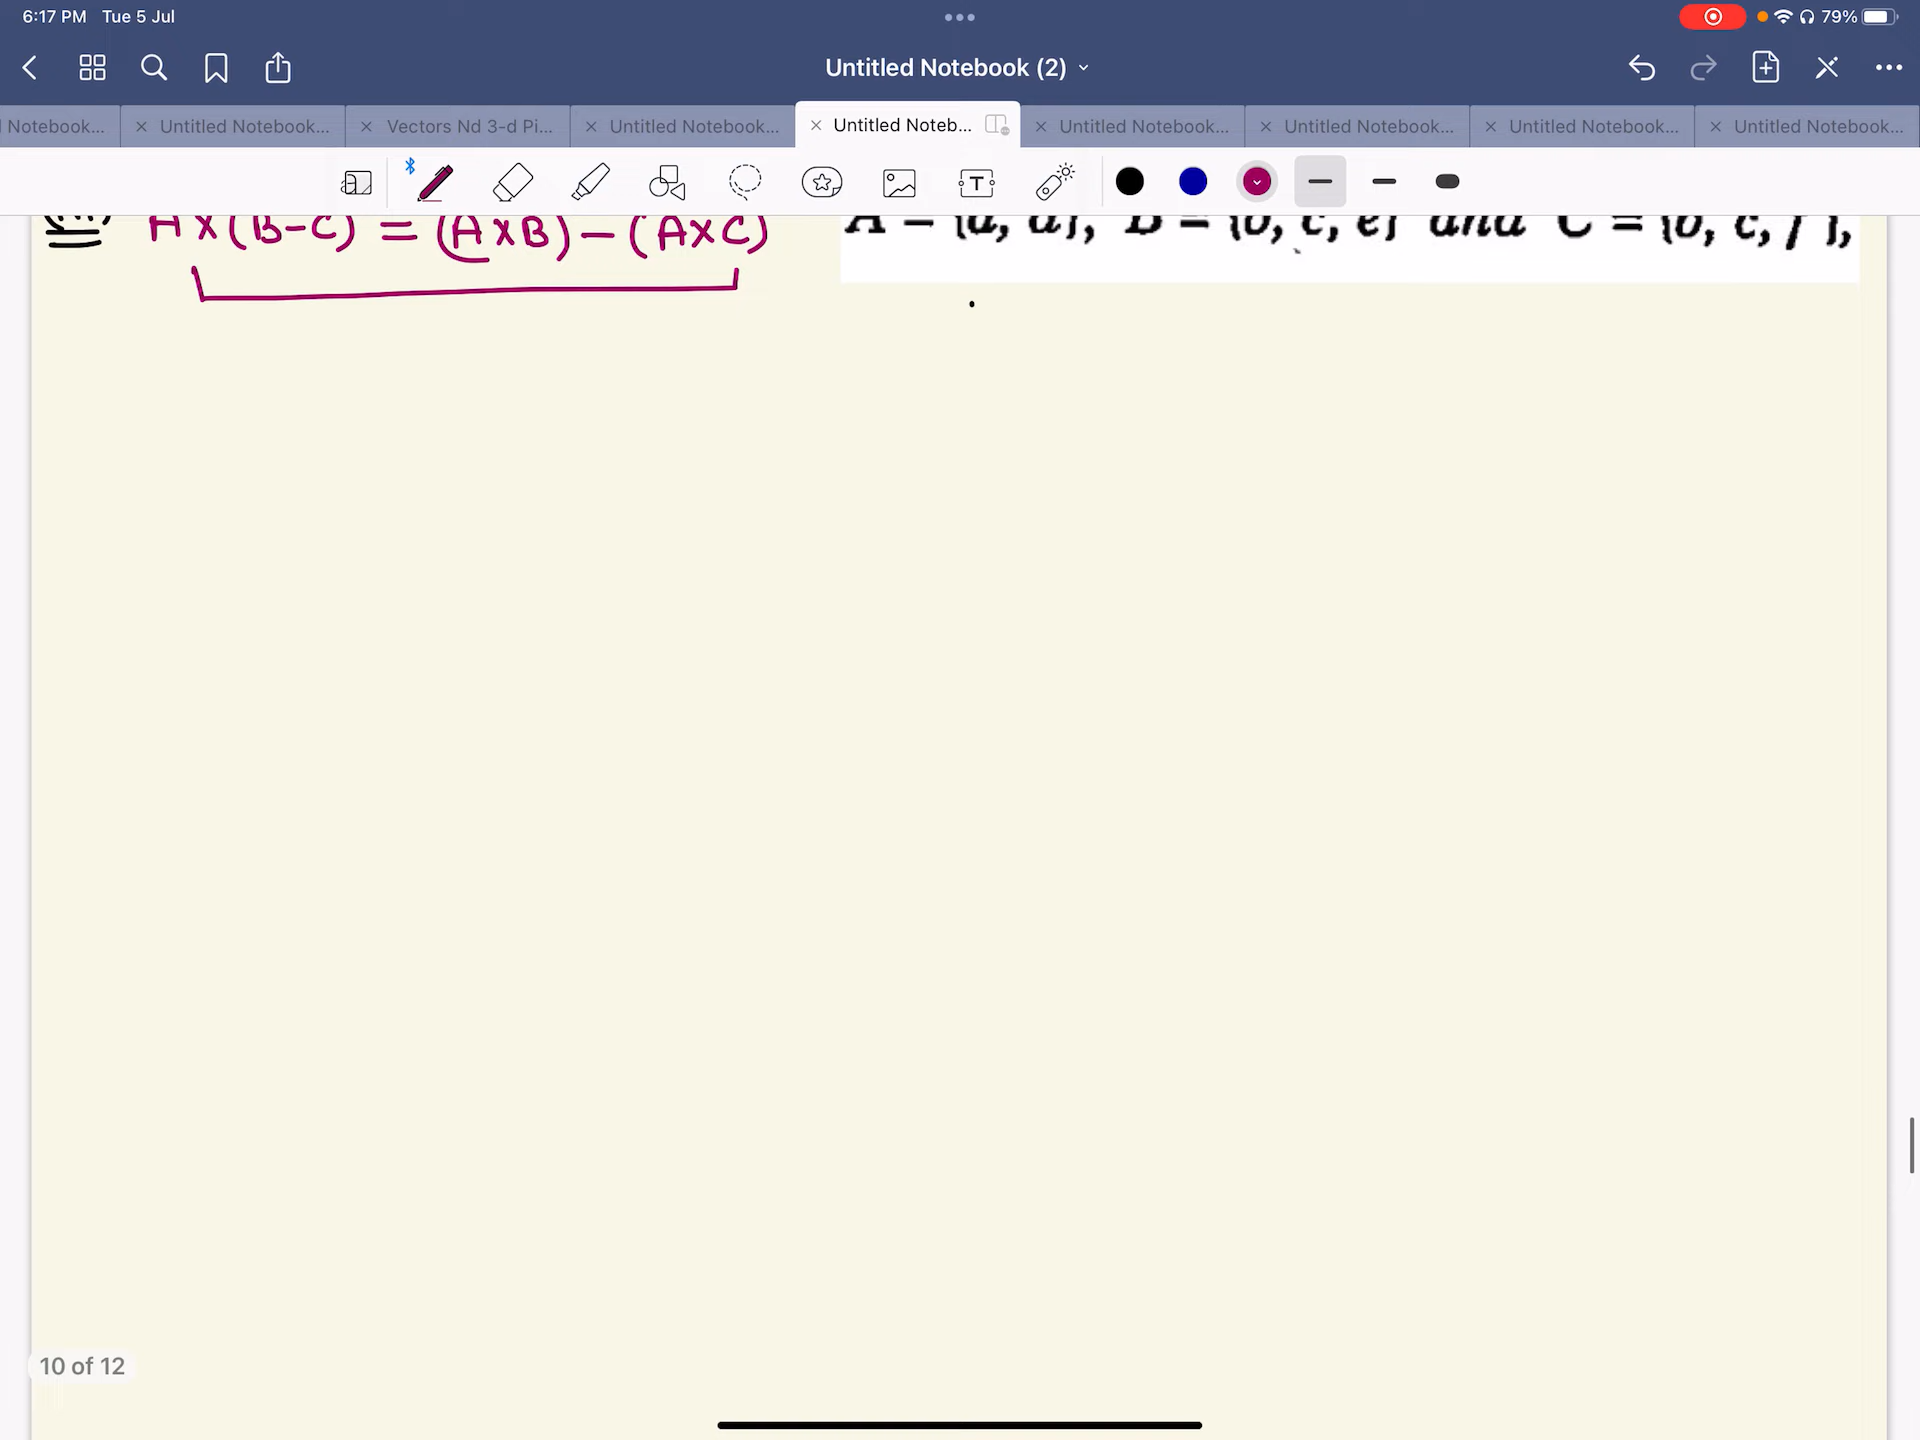 6:17 PM Tue 5 Jul
79%
Untitled Notebook (2)
l Notebook... Untitled Notebook... Vectors Nd 3-d Pi... Untitled Notebook... Untitled Noteb... Untitled Notebook... Untitled Notebook... Untitled Notebook... Untitled Notebook...
T
A×(B-C) = (A×B) - (A×C)
B = {b, c, e} and C = {b, c, f},
10 of 12